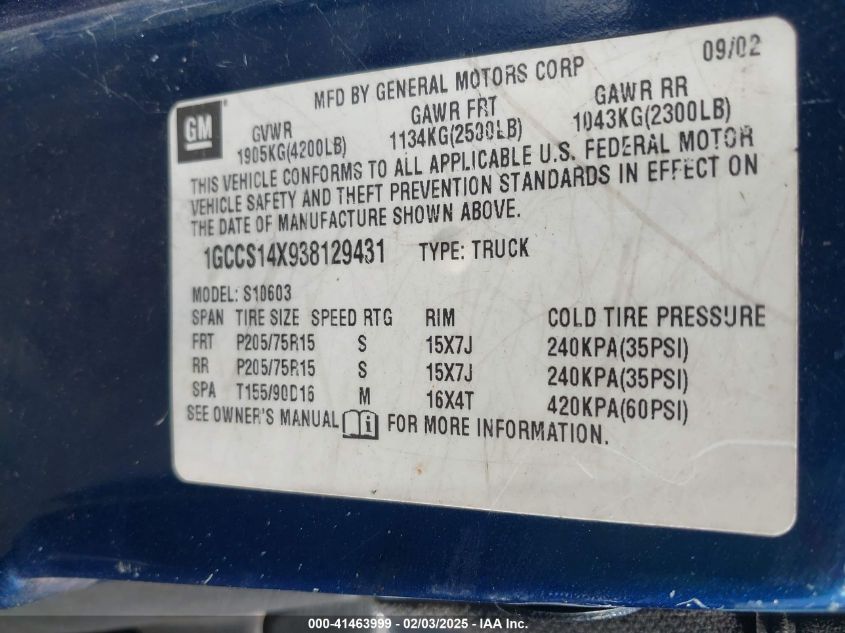 09/02
MFD BY GENERAL MOTORS CORP
GM
GVWR GAWR FRT GAWR RR
1905KG(4200LB) 1134KG(2500LB) 1043KG(2300LB)
THIS VEHICLE CONFORMS TO ALL APPLICABLE U.S. FEDERAL MOTOR
VEHICLE SAFETY AND THEFT PREVENTION STANDARDS IN EFFECT ON
THE DATE OF MANUFACTURE SHOWN ABOVE.
1GCCS14X938129431 TYPE: TRUCK
MODEL: S10603
SPAN TIRE SIZE SPEED RTG RIM COLD TIRE PRESSURE
FRT P205/75R15 S 15X7J 240KPA(35PSI)
RR P205/75R15 S 15X7J 240KPA(35PSI)
SPA T155/90D16 M 16X4T 420KPA(60PSI)
SEE OWNER'S MANUAL i FOR MORE INFORMATION.
000-41463999 - 02/03/2025 - IAAI Inc.